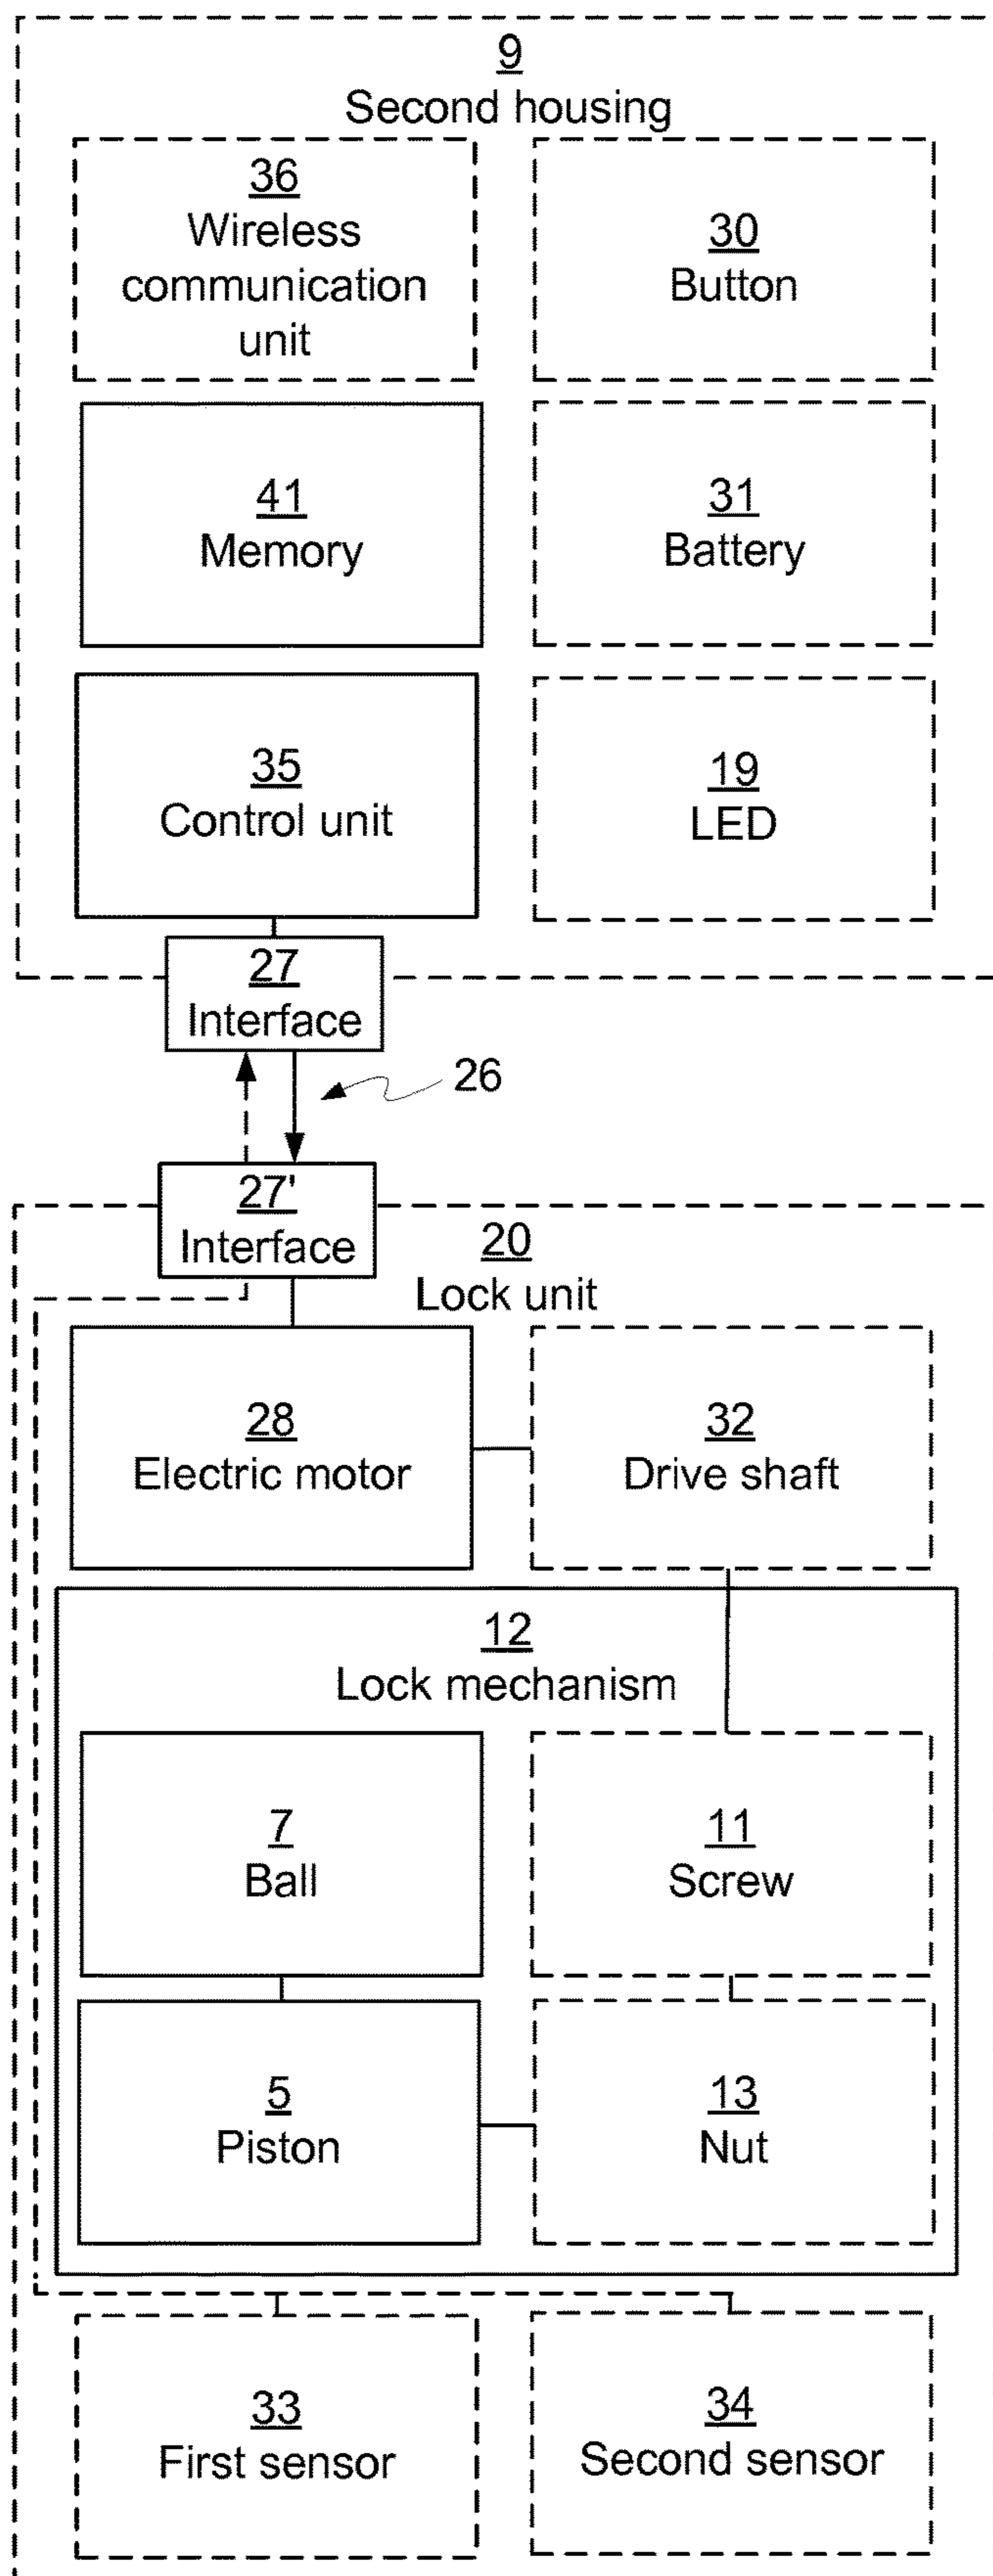 9
Second housing
36
Wireless
communication
unit
30
Button
41
Memory
31
Battery
35
Control unit
19
LED
27
Interface
26
27'
Interface
20
Lock unit
28
Electric motor
32
Drive shaft
12
Lock mechanism
7
Ball
11
Screw
5
Piston
13
Nut
33
First sensor
34
Second sensor